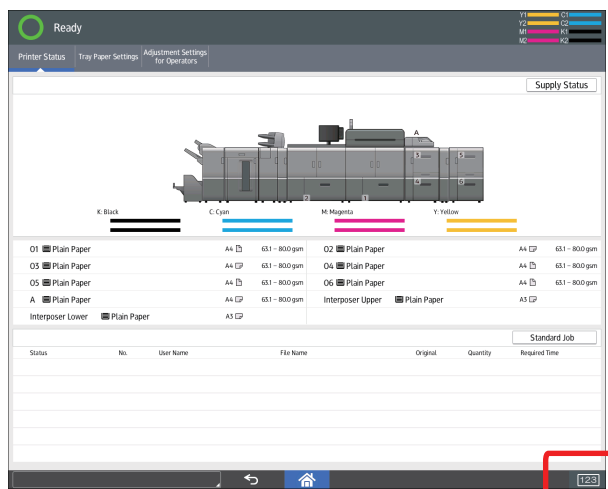 Ready
Y1 C1
Y2 C2
M1 K1
M2 K2
Printer Status Tray Paper Settings Adjustment Settings for Operators
Supply Status
A
3 5
4 6
2 1
K: Black C: Cyan M: Magenta Y: Yellow
01 Plain Paper A4 63.1 – 80.0 gsm 02 Plain Paper A4 63.1 – 80.0 gsm
03 Plain Paper A4 63.1 – 80.0 gsm 04 Plain Paper A4 63.1 – 80.0 gsm
05 Plain Paper A4 63.1 – 80.0 gsm 06 Plain Paper A4 63.1 – 80.0 gsm
A Plain Paper A4 63.1 – 80.0 gsm Interposer Upper Plain Paper A3
Interposer Lower Plain Paper A3
Standard Job
Status No. User Name File Name Original Quantity Required Time
123